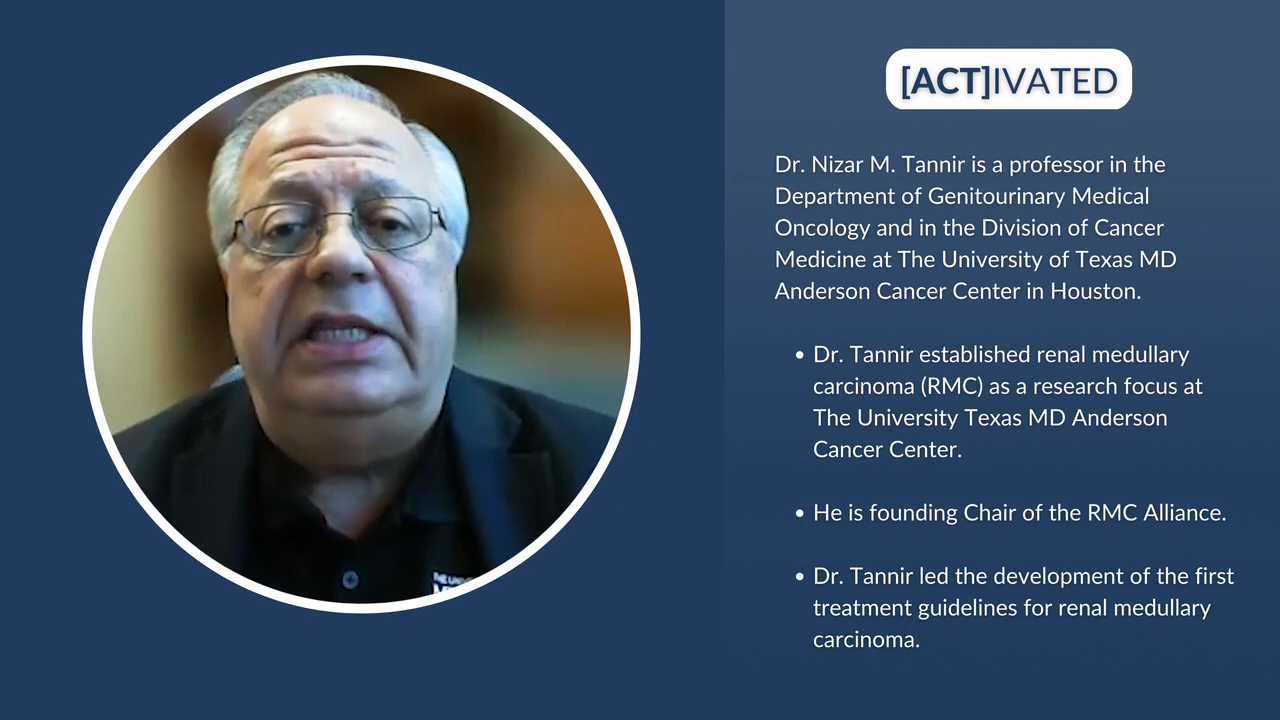 [ACT]IVATED
Dr. Nizar M. Tannir is a professor in the
Department of Genitourinary Medical
Oncology and in the Division of Cancer
Medicine at The University of Texas MD
Anderson Cancer Center in Houston.
• Dr. Tannir established renal medullary
carcinoma (RMC) as a research focus at
The University Texas MD Anderson
Cancer Center.
• He is founding Chair of the RMC Alliance.
• Dr. Tannir led the development of the first
treatment guidelines for renal medullary
carcinoma.